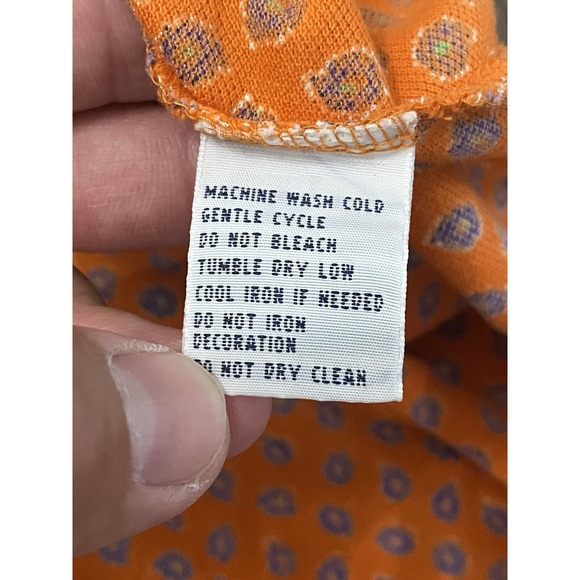 MACHINE WASH COLD
GENTLE CYCLE
DO NOT BLEACH
TUMBLE DRY LOW
COOL IRON IF NEEDED
DO NOT IRON
DECORATION
DO NOT DRY CLEAN